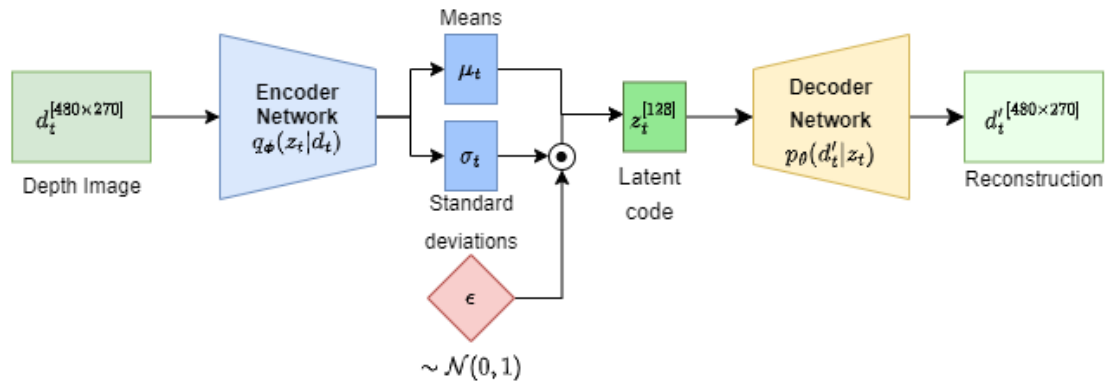 Means
μ_t
d_t^{[480×270]}
Depth Image
Encoder
Network
q_ϕ(z_t|d_t)
σ_t
Standard
deviations
ϵ
∼ 𝒩(0, 1)
z_t^{[128]}
Latent
code
Decoder
Network
p_θ(d'_t|z_t)
d'_t^{[480×270]}
Reconstruction